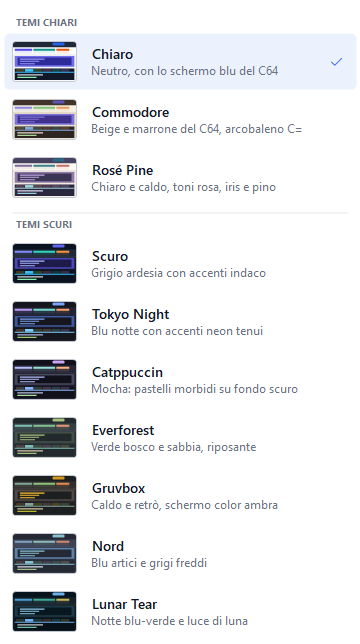 TEMI CHIARI
Chiaro
Neutro, con lo schermo blu del C64
Commodore
Beige e marrone del C64, arcobaleno C=
Rosé Pine
Chiaro e caldo, toni rosa, iris e pino
TEMI SCURI
Scuro
Grigio ardesia con accenti indaco
Tokyo Night
Blu notte con accenti neon tenui
Catppuccin
Mocha: pastelli morbidi su fondo scuro
Everforest
Verde bosco e sabbia, riposante
Gruvbox
Caldo e retrò, schermo color ambra
Nord
Blu artici e grigi freddi
Lunar Tear
Notte blu-verde e luce di luna